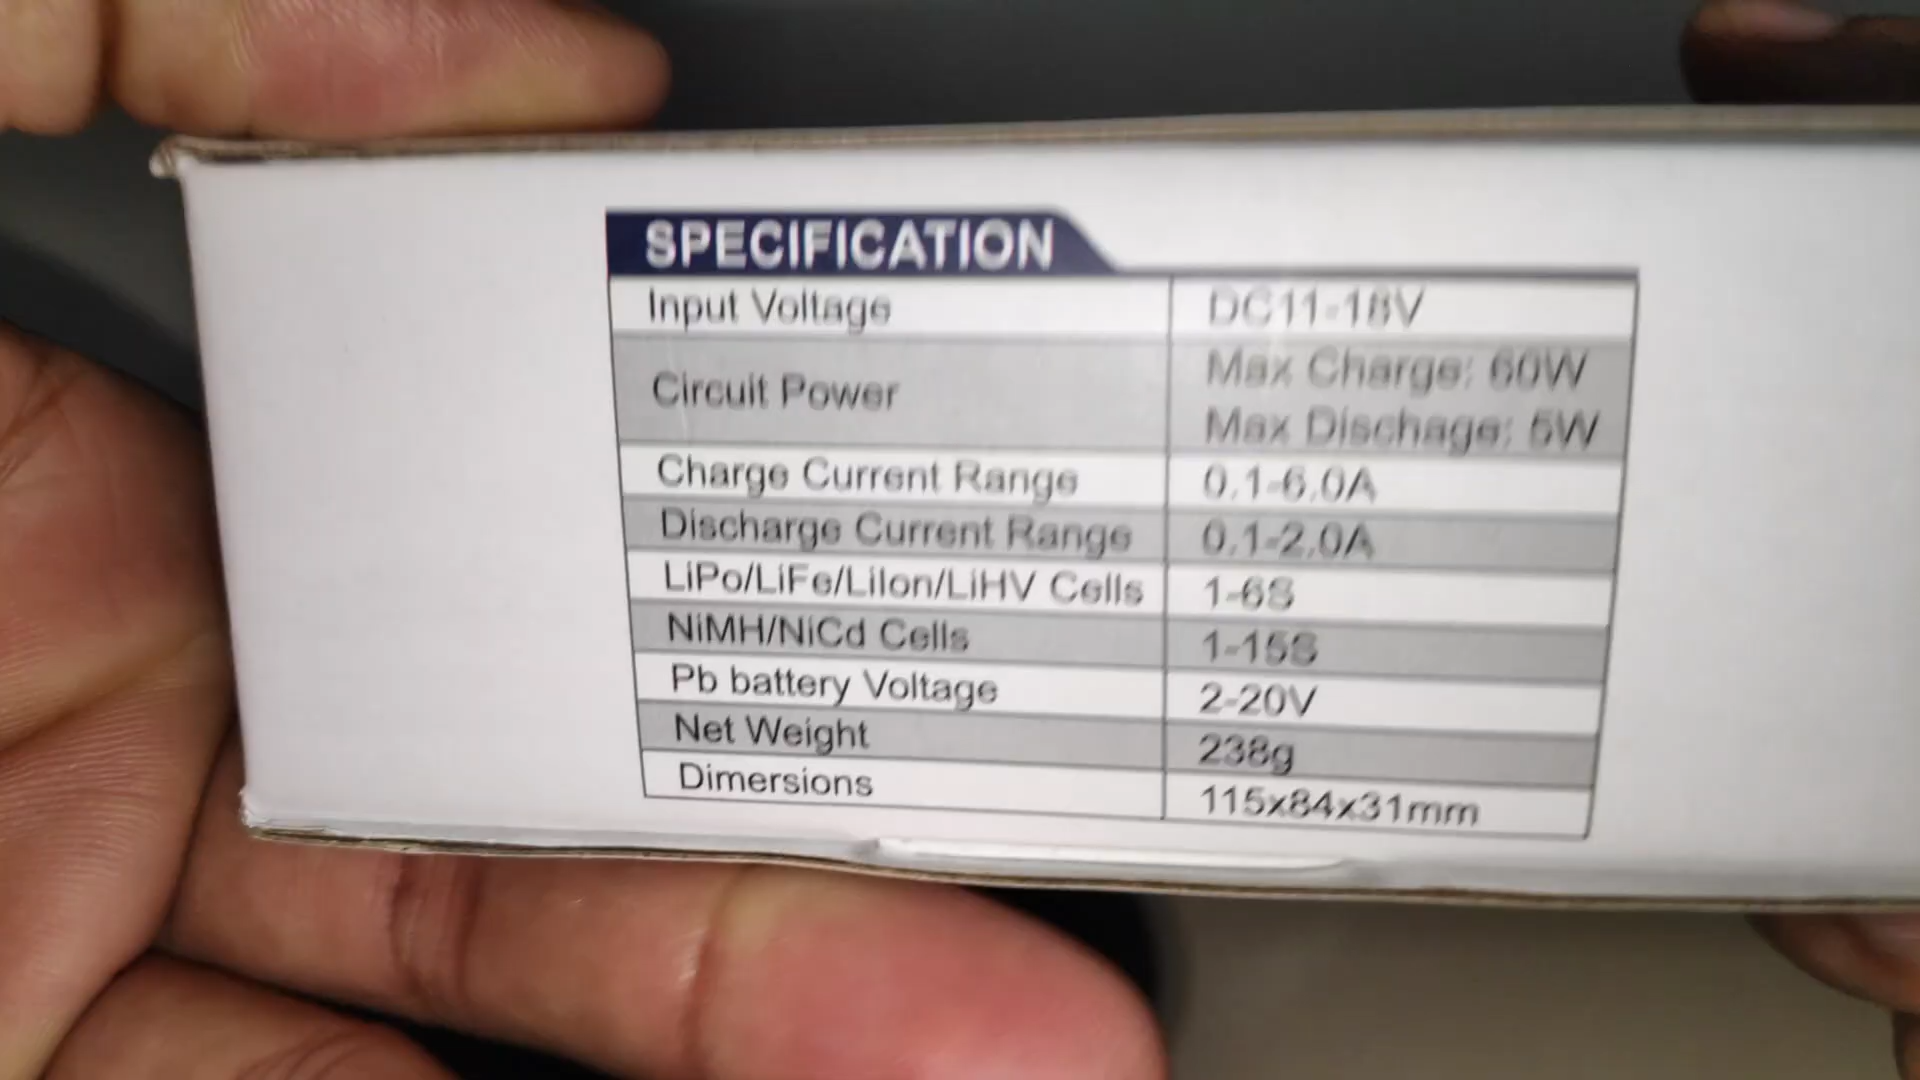 SPECIFICATION
Input Voltage DC11-18V
Circuit Power Max Charge: 60W
Max Dischage: 5W
Charge Current Range 0.1-6.0A
Discharge Current Range 0.1-2.0A
LiPo/LiFe/LiIon/LiHV Cells 1-6S
NiMH/NiCd Cells 1-15S
Pb battery Voltage 2-20V
Net Weight 238g
Dimersions 115x84x31mm